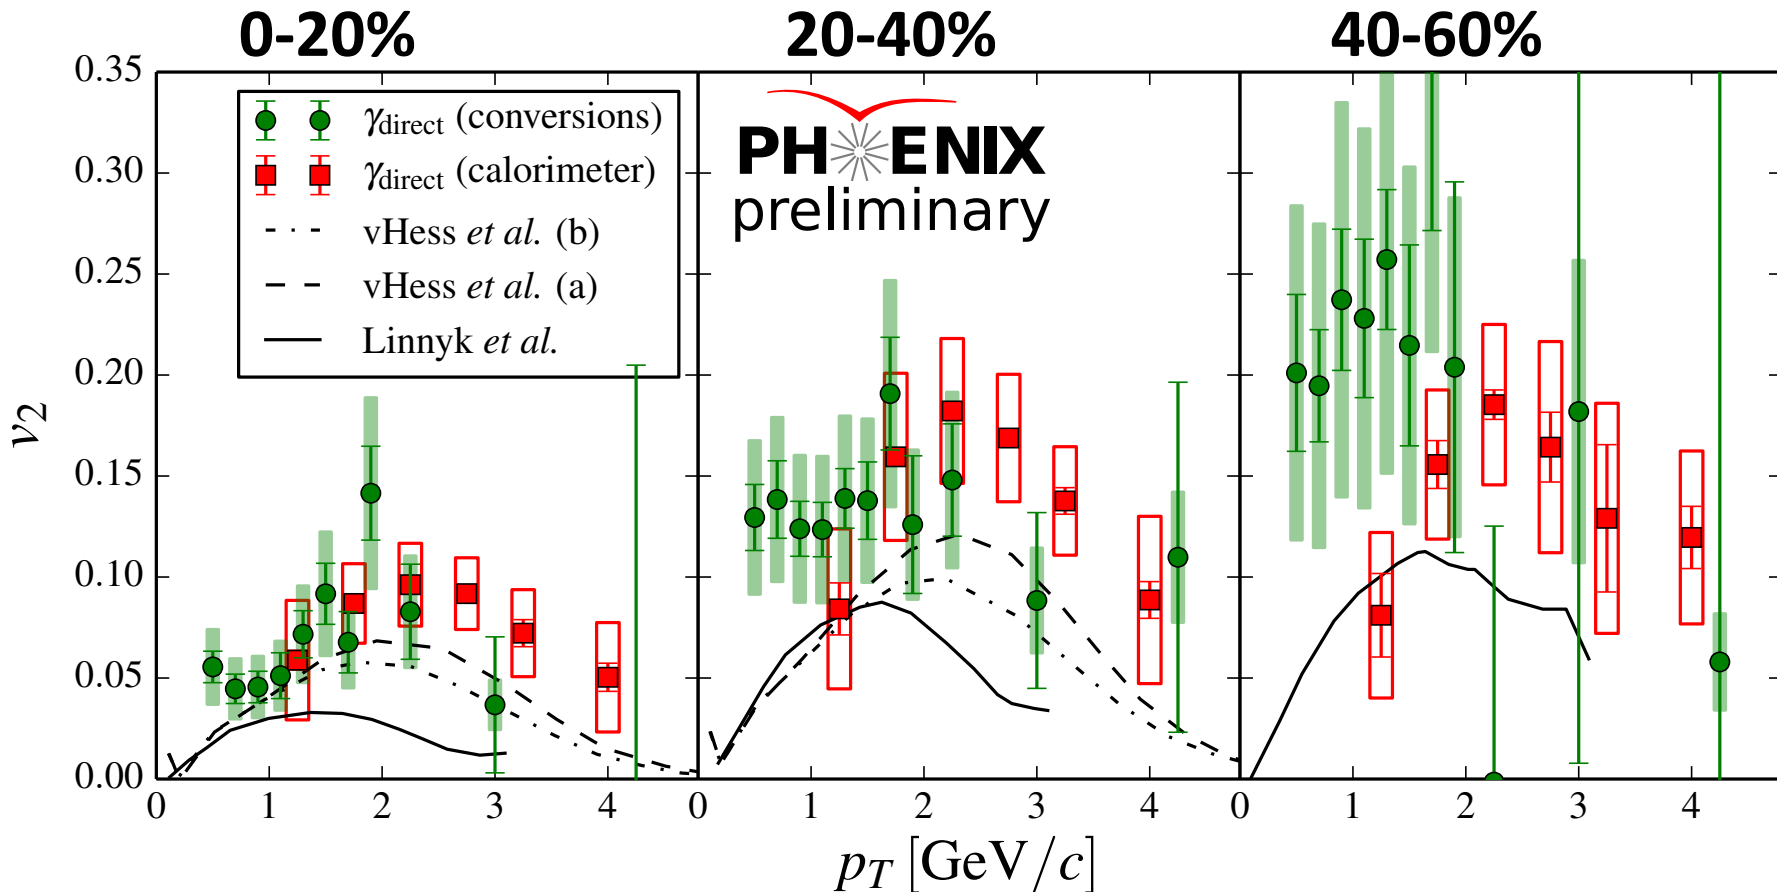 0-20% 20-40% 40-60%
0.35
0.30
0.25
0.20
0.15
0.10
0.05
0.00
v2
γdirect (conversions)
γdirect (calorimeter)
vHess et al. (b)
vHess et al. (a)
Linnyk et al.
PHENIX
preliminary
0 1 2 3 4 0 1 2 3 4 0 1 2 3 4
pT [GeV/c]